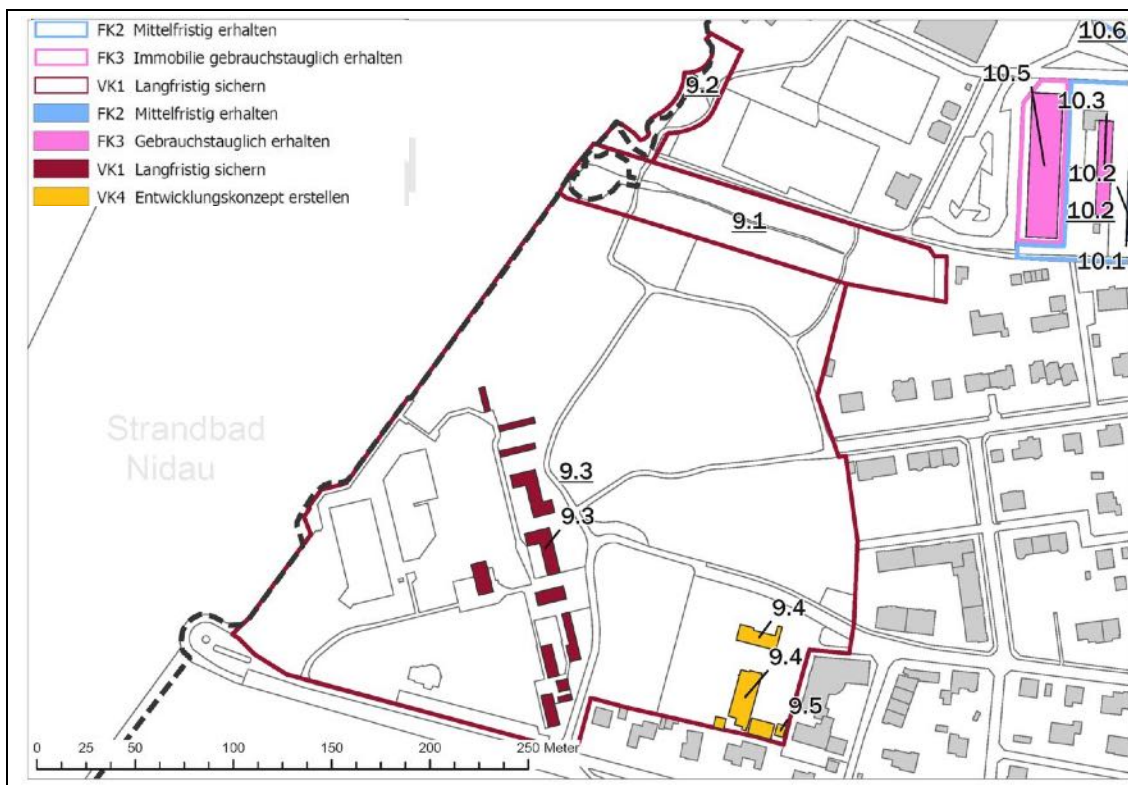 FK2 Mittelfristig erhalten
FK3 Immobilie gebrauchstauglich erhalten
VK1 Langfristig sichern
FK2 Mittelfristig erhalten
FK3 Gebrauchstauglich erhalten
VK1 Langfristig sichern
VK4 Entwicklungskonzept erstellen
10.6
9.2
10.5
10.3
10.2
10.2
9.1
10.1
Strandbad
Nidau
9.3
9.3
9.4
9.4
9.5
0 25 50 100 150 200 250 Meter